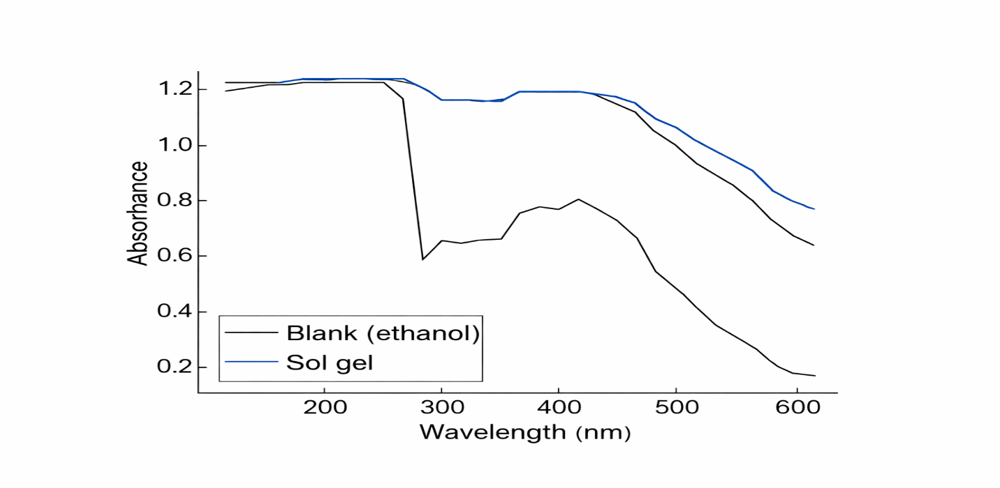 1.2
1.0
0.8
0.6
0.4
0.2
Absorbance
Blank (ethanol)
Sol gel
200 300 400 500 600
Wavelength (nm)